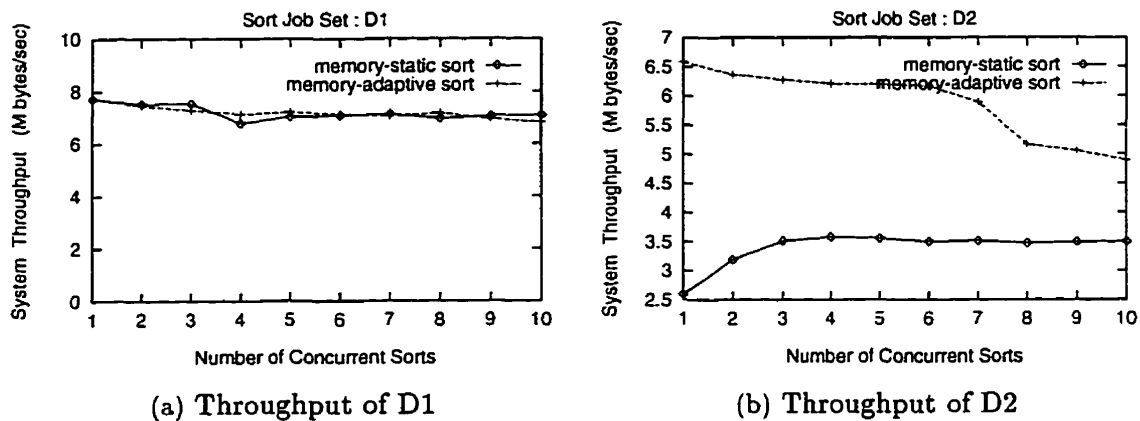 Sort Job Set : D1
10
8
6
4
2
0
System Throughput (M bytes/sec)
memory-static sort
memory-adaptive sort
1 2 3 4 5 6 7 8 9 10
Number of Concurrent Sorts
(a) Throughput of D1
Sort Job Set : D2
7
6.5
6
5.5
5
4.5
4
3.5
3
2.5
System Throughput (M bytes/sec)
memory-static sort
memory-adaptive sort
1 2 3 4 5 6 7 8 9 10
Number of Concurrent Sorts
(b) Throughput of D2